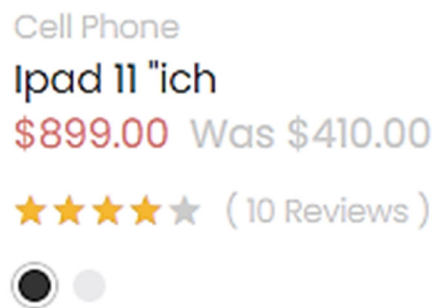 Cell Phone
Ipad 11 "ich
$899.00 Was $410.00
( 10 Reviews )